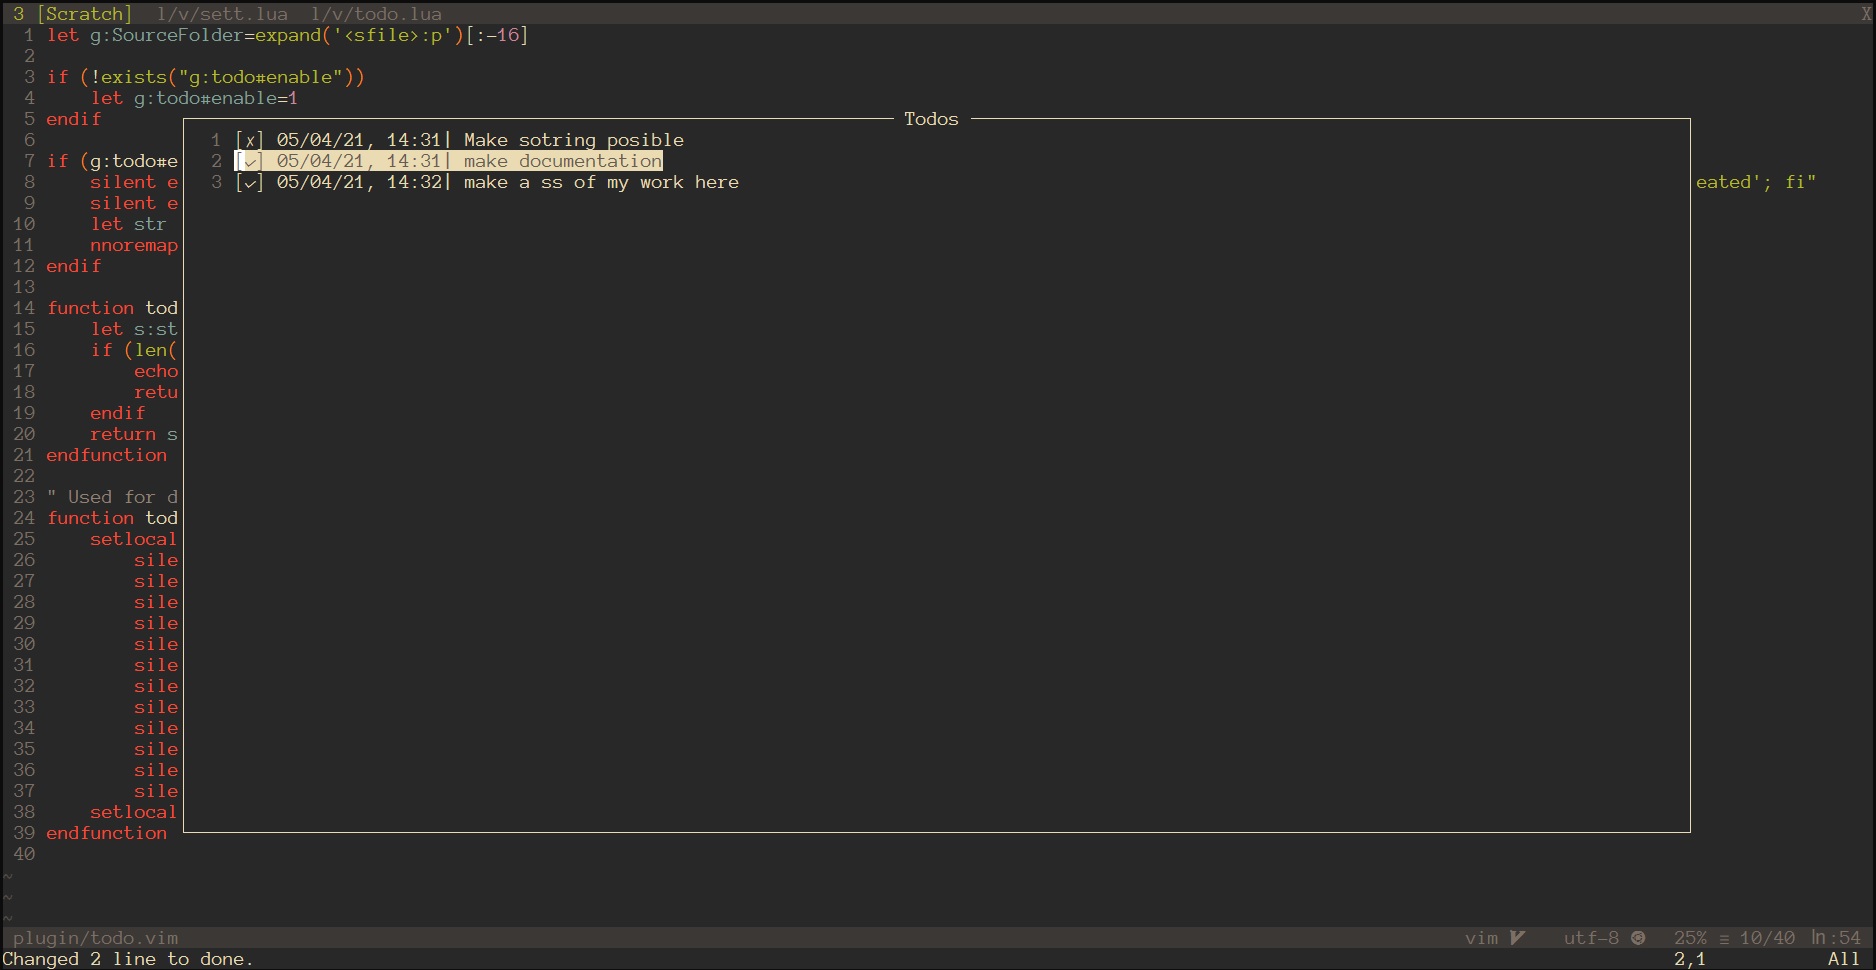 3 [Scratch] l/v/sett.lua l/v/todo.lua X
1 let g:SourceFolder=expand('<sfile>:p')[:-16]
2
3 if (!exists("g:todo#enable"))
4 let g:todo#enable=1
5 endif
Todos
6
1 [✗] 05/04/21, 14:31| Make sotring posible
7 if (g:todo#e
2 [✓] 05/04/21, 14:31| make documentation
8 silent e
3 [✓] 05/04/21, 14:32| make a ss of my work here
eated'; fi"
9 silent e
10 let str
11 nnoremap
12 endif
13
14 function tod
15 let s:st
16 if (len(
17 echo
18 retu
19 endif
20 return s
21 endfunction
22
23 " Used for d
24 function tod
25 setlocal
26 sile
27 sile
28 sile
29 sile
30 sile
31 sile
32 sile
33 sile
34 sile
35 sile
36 sile
37 sile
38 setlocal
39 endfunction
40
~
~
~
plugin/todo.vim vim utf-8 25% ≡ 10/40 ln:54
Changed 2 line to done. 2,1 All